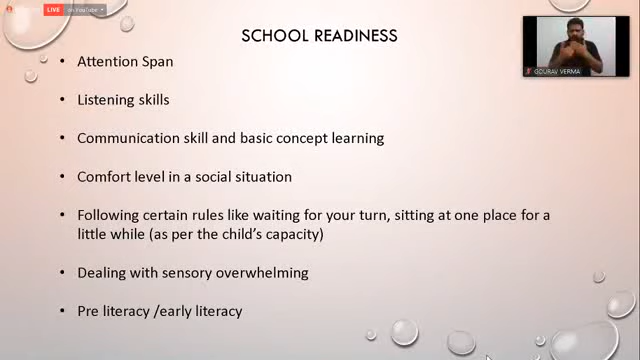 LIVE on YouTube
SCHOOL READINESS
GOURAV VERMA
• Attention Span
• Listening skills
• Communication skill and basic concept learning
• Comfort level in a social situation
• Following certain rules like waiting for your turn, sitting at one place for a
little while (as per the child's capacity)
• Dealing with sensory overwhelming
• Pre literacy /early literacy